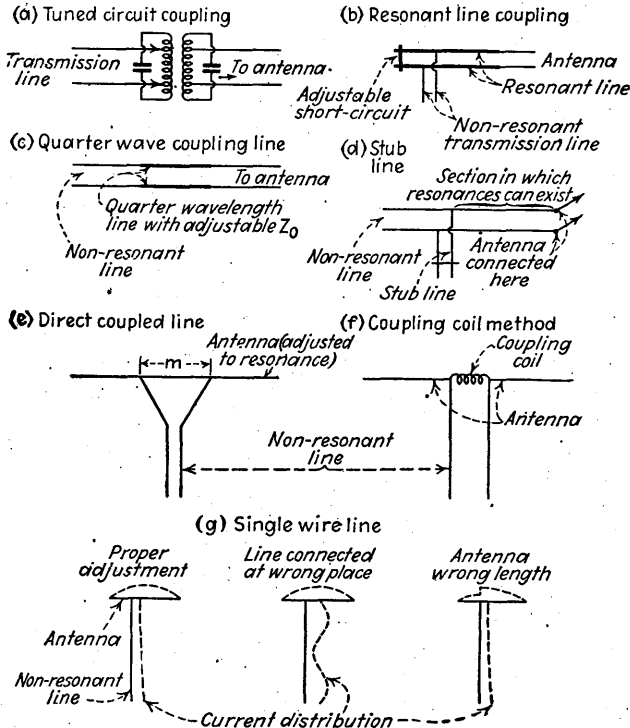 (a) Tuned circuit coupling
Transmission
line
To antenna
(b) Resonant line coupling
Antenna
Resonant line
Adjustable
short-circuit
Non-resonant
transmission line
(c) Quarter wave coupling line
To antenna
Quarter wavelength
line with adjustable Z0
Non-resonant
line
(d) Stub
line
Section in which
resonances can exist
Non-resonant
line
Stub line
Antenna
connected
here
(e) Direct coupled line
m
Antenna (adjusted
to resonance)
(f) Coupling coil method
Coupling
coil
Antenna
Non-resonant
line
(g) Single wire line
Proper
adjustment
Line connected
at wrong place
Antenna
wrong length
Antenna
Non-resonant
line
Current distribution